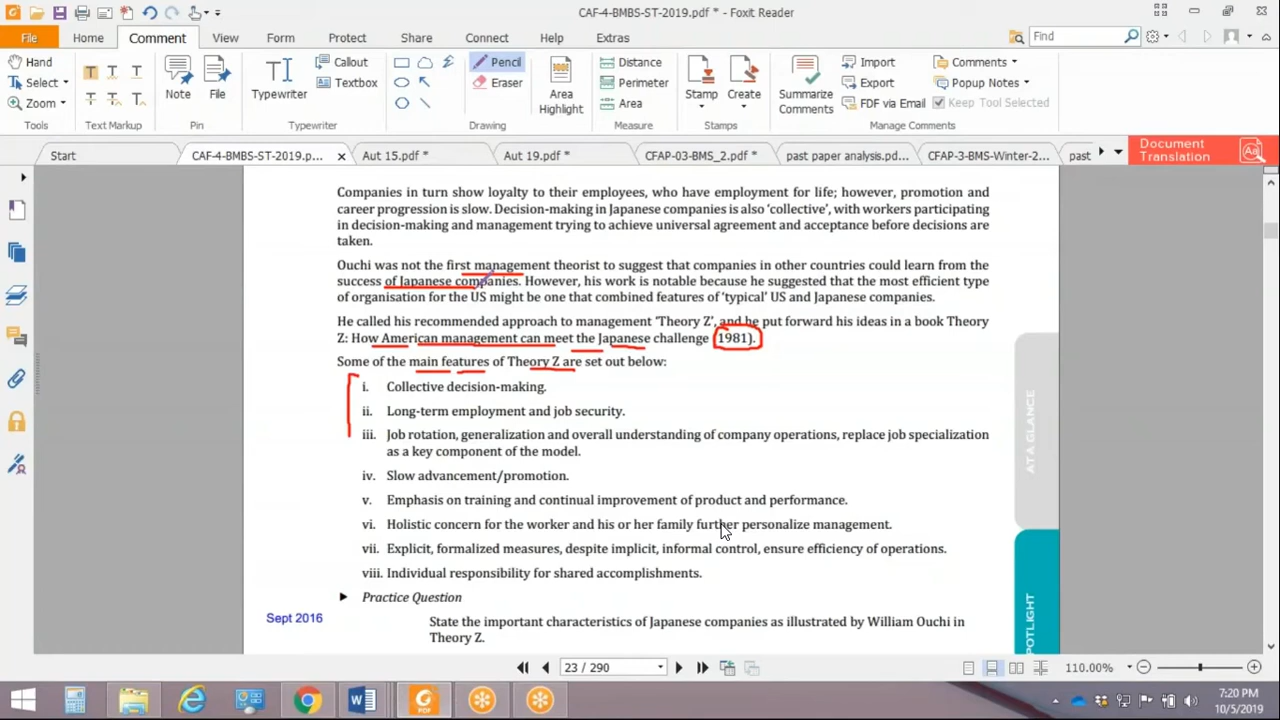 CAF-4-BMBS-ST-2019.pdf * - Foxit Reader
File Home Comment View Form Protect Share Connect Help Extras
Find
Hand
Select
Zoom
Tools
Text Markup
Note
File
Pin
Typewriter
Callout
Textbox
Typewriter
Pencil
Eraser
Area Highlight
Drawing
Distance
Perimeter
Area
Measure
Stamp
Create
Stamps
Summarize Comments
Import
Export
FDF via Email
Comments
Popup Notes
Keep Tool Selected
Manage Comments
Start
CAF-4-BMBS-ST-2019.p... *
Aut 15.pdf *
Aut 19.pdf *
CFAP-03-BMS_2.pdf *
past paper analysis.pd...
CFAP-3-BMS-Winter-2...
past
Document Translation
Companies in turn show loyalty to their employees, who have employment for life; however, promotion and
career progression is slow. Decision-making in Japanese companies is also ‘collective’, with workers participating
in decision-making and management trying to achieve universal agreement and acceptance before decisions are
taken.
Ouchi was not the first management theorist to suggest that companies in other countries could learn from the
success of Japanese companies. However, his work is notable because he suggested that the most efficient type
of organisation for the US might be one that combined features of ‘typical’ US and Japanese companies.
He called his recommended approach to management ‘Theory Z’, and he put forward his ideas in a book Theory
Z: How American management can meet the Japanese challenge (1981).
Some of the main features of Theory Z are set out below:
i. Collective decision-making.
ii. Long-term employment and job security.
iii. Job rotation, generalization and overall understanding of company operations, replace job specialization
as a key component of the model.
iv. Slow advancement/promotion.
v. Emphasis on training and continual improvement of product and performance.
vi. Holistic concern for the worker and his or her family further personalize management.
vii. Explicit, formalized measures, despite implicit, informal control, ensure efficiency of operations.
viii. Individual responsibility for shared accomplishments.
Practice Question
Sept 2016
State the important characteristics of Japanese companies as illustrated by William Ouchi in
Theory Z.
AT A GLANCE
POTLIGHT
23 / 290
110.00%
7:20 PM
10/5/2019